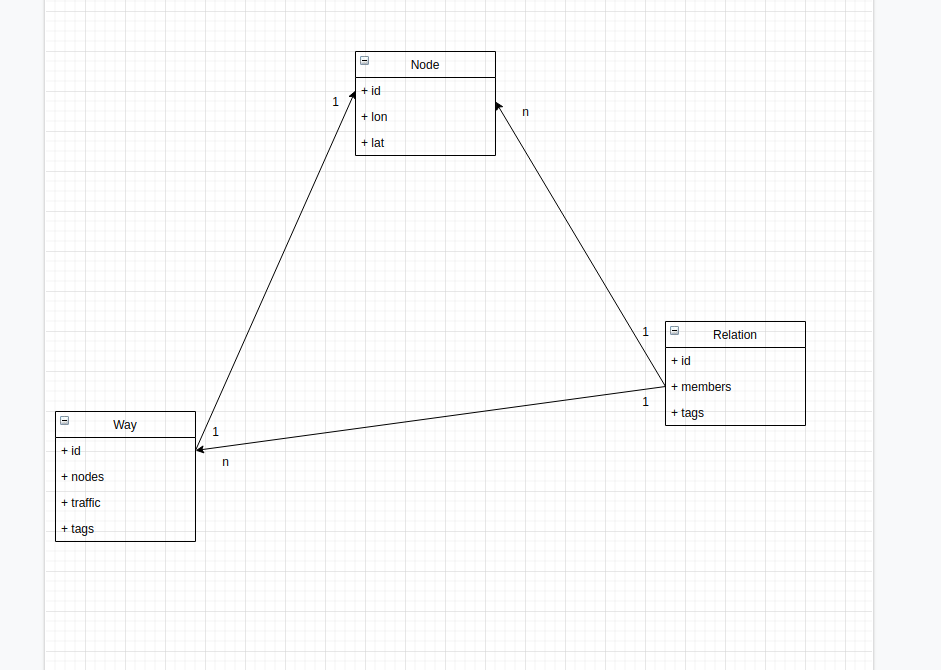 Node
+ id
+ lon
+ lat
1
n
Relation
+ id
+ members
+ tags
1
1
Way
+ id
+ nodes
+ traffic
+ tags
1
n